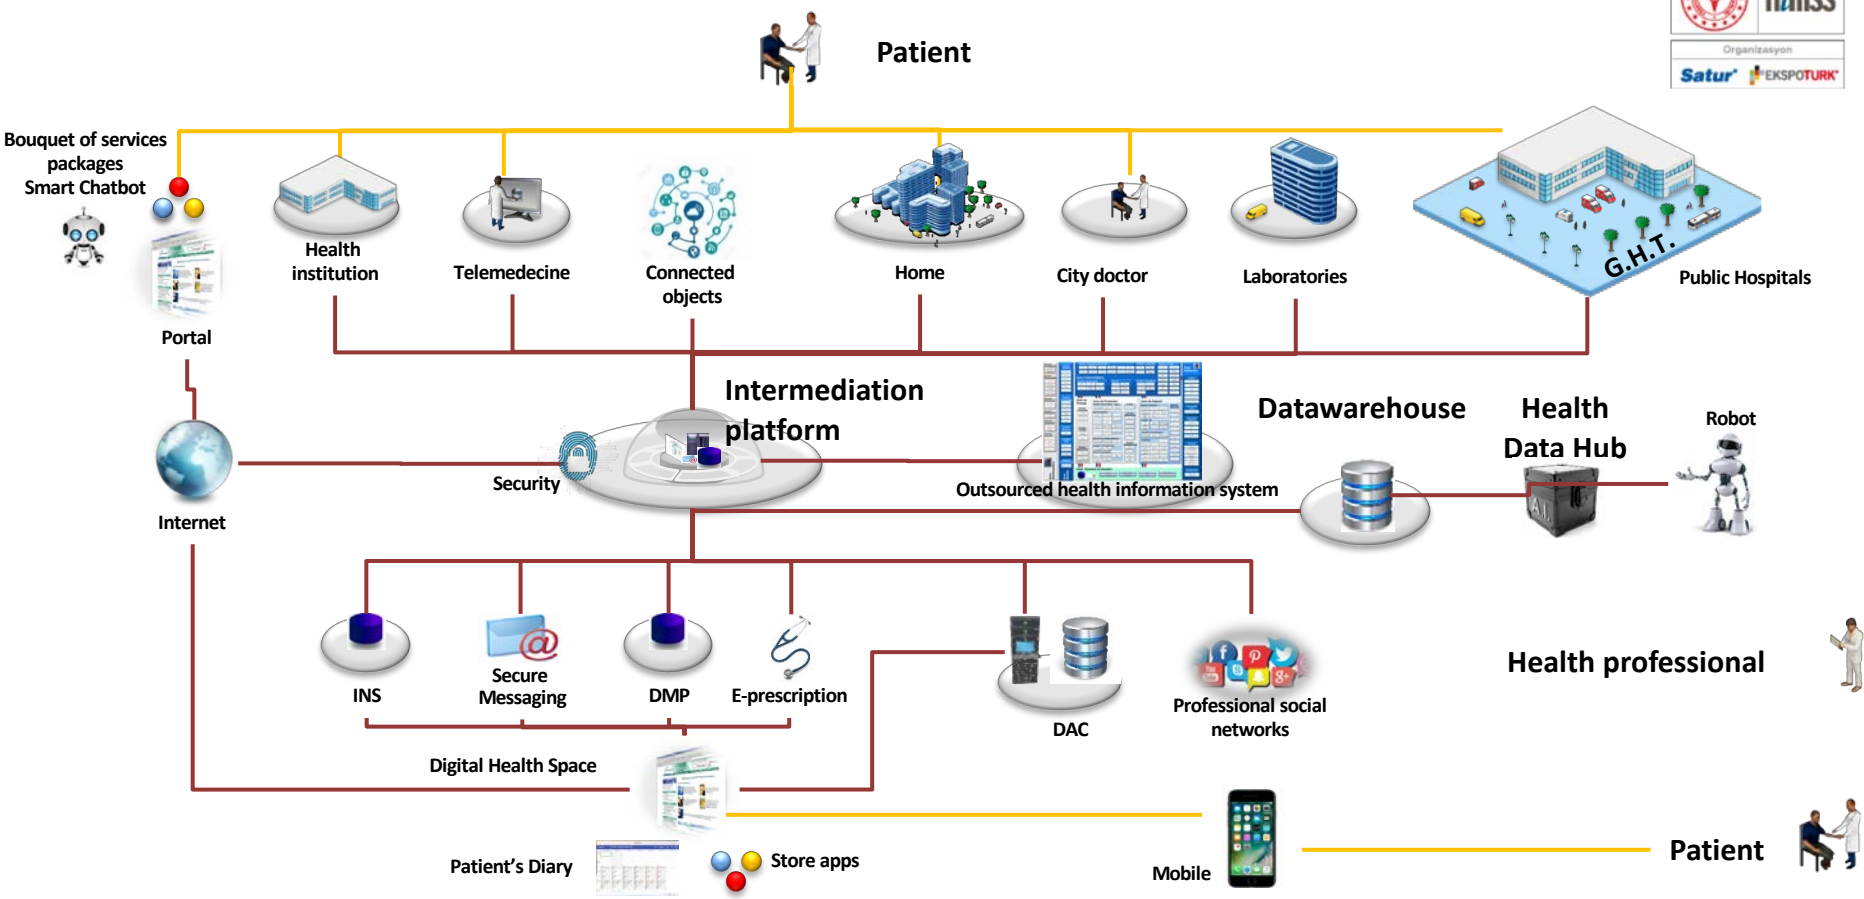 Patient
himss
Organizasyon
Satur
EKSPOTURK
Bouquet of services
packages
Smart Chatbot
Health
institution
Telemedecine
Connected
objects
Home
City doctor
Laboratories
G.H.T.
Public Hospitals
Portal
Intermediation
platform
Datawarehouse
Health
Data Hub
Robot
Security
Outsourced health information system
A.I.
Internet
INS
Secure
Messaging
DMP
E-prescription
DAC
Professional social
networks
Health professional
Digital Health Space
Patient's Diary
Store apps
Mobile
Patient